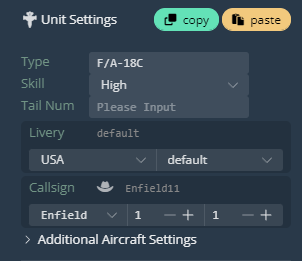 Unit Settings copy paste
Type F/A-18C
Skill High
Tail Num Please Input
Livery default
USA default
Callsign Enfield11
Enfield 1 — + 1 — +
> Additional Aircraft Settings